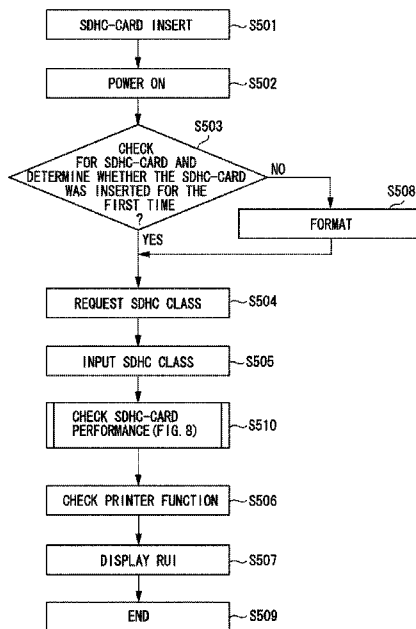 SDHC-CARD INSERT
S501
POWER ON
S502
S503
CHECK
FOR SDHC-CARD AND
DETERMINE WHETHER THE SDHC-CARD
WAS INSERTED FOR THE
FIRST TIME
?
NO
S508
FORMAT
YES
REQUEST SDHC CLASS
S504
INPUT SDHC CLASS
S505
CHECK SDHC-CARD
PERFORMANCE(FIG.8)
S510
CHECK PRINTER FUNCTION
S506
DISPLAY RUI
S507
END
S509